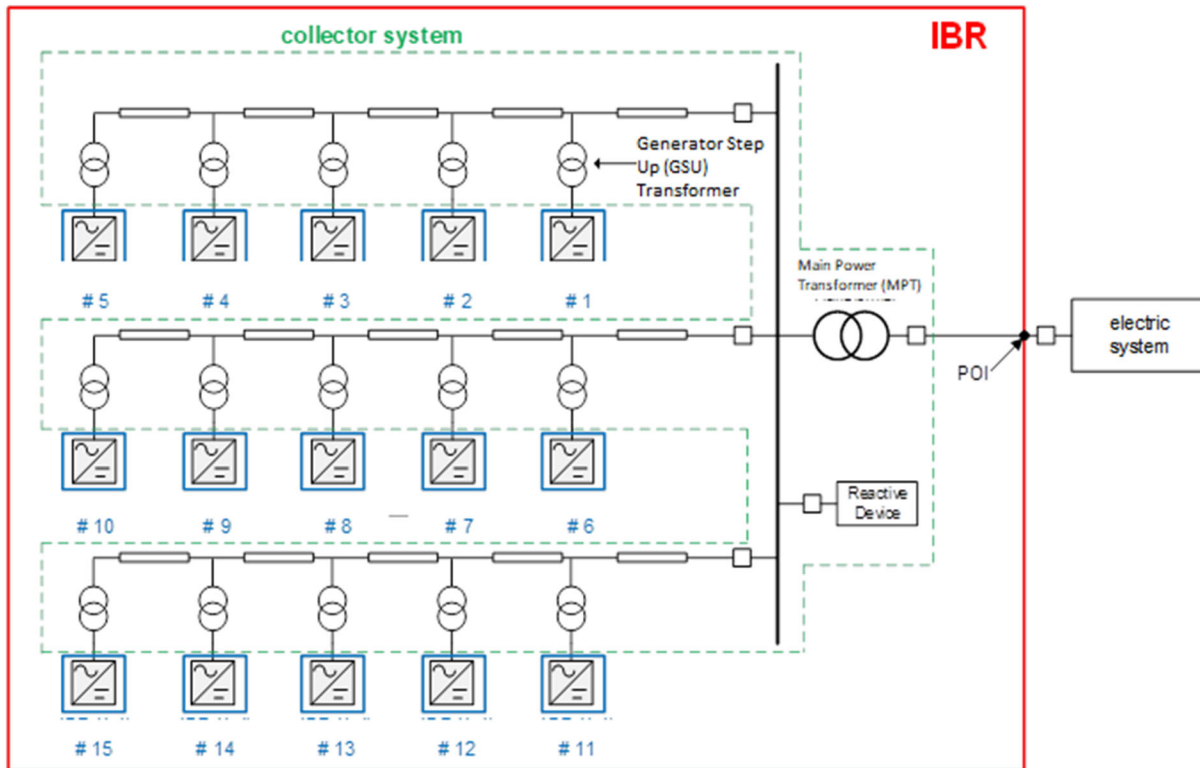 collector system
IBR
Generator Step
Up (GSU)
Transformer
# 5
# 4
# 3
# 2
# 1
Main Power
Transformer (MPT)
electric
system
POI
Reactive
Device
# 10
# 9
# 8
# 7
# 6
# 15
# 14
# 13
# 12
# 11